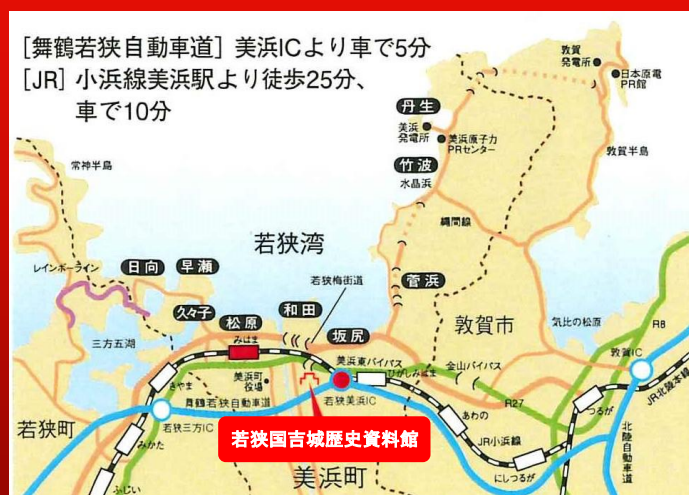 [舞鶴若狭自動車道] 美浜ICより車で5分
[JR] 小浜線美浜駅より徒歩25分、
車で10分
敦賀
発電所
日本原電
PR館
丹生
美浜
発電所
美浜原子力
PRセンター
竹波
水晶浜
敦賀半島
常神半島
縄間線
若狭湾
レインボーライン
日向
早瀬
若狭梅街道
菅浜
久々子
松原
和田
坂尻
みはま
敦賀市
気比の松原
R8
三方五湖
美浜東バイパス
ひがしみはま
金山バイパス
敦賀IC
きやま
美浜町
役場
舞鶴若狭自動車道
若狭美浜IC
JR北陸本線
R27
つるが
あわの
若狭町
若狭三方IC
みかた
若狭国吉城歴史資料館
JR小浜線
北陸自動車道
にしつるが
美浜町
ふじい